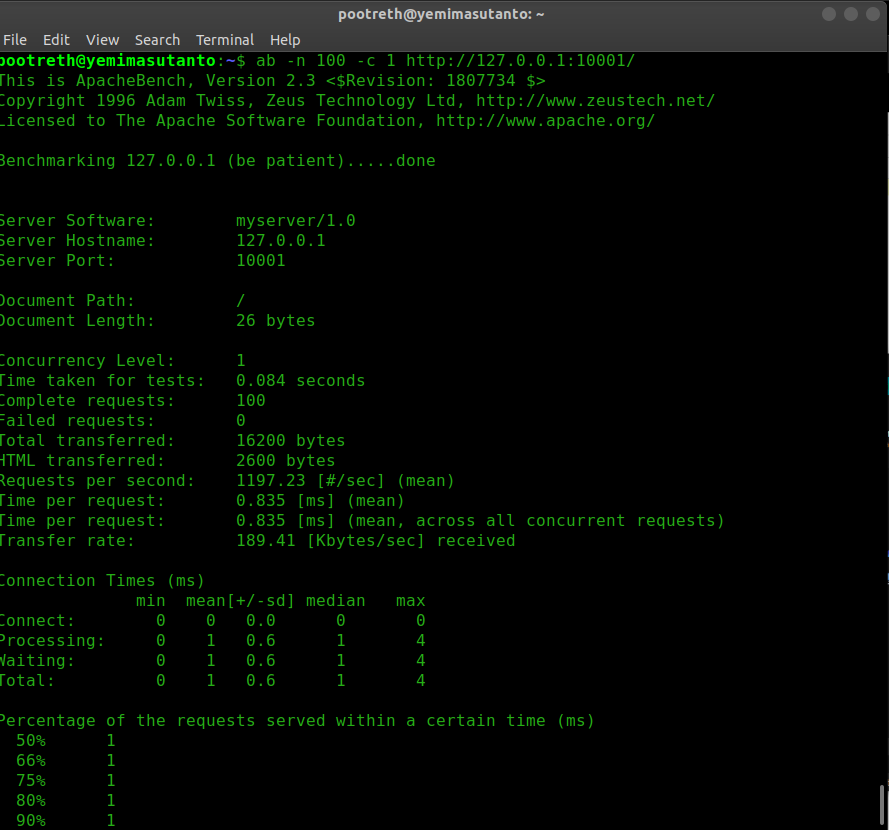 pootreth@yemimasutanto: ~
File Edit View Search Terminal Help
pootreth@yemimasutanto:~$ ab -n 100 -c 1 http://127.0.0.1:10001/
This is ApacheBench, Version 2.3 <$Revision: 1807734 $>
Copyright 1996 Adam Twiss, Zeus Technology Ltd, http://www.zeustech.net/
Licensed to The Apache Software Foundation, http://www.apache.org/

Benchmarking 127.0.0.1 (be patient).....done

Server Software:        myserver/1.0
Server Hostname:        127.0.0.1
Server Port:            10001

Document Path:          /
Document Length:        26 bytes

Concurrency Level:      1
Time taken for tests:   0.084 seconds
Complete requests:      100
Failed requests:        0
Total transferred:      16200 bytes
HTML transferred:       2600 bytes
Requests per second:    1197.23 [#/sec] (mean)
Time per request:       0.835 [ms] (mean)
Time per request:       0.835 [ms] (mean, across all concurrent requests)
Transfer rate:          189.41 [Kbytes/sec] received

Connection Times (ms)
              min  mean[+/-sd] median   max
Connect:        0    0   0.0      0       0
Processing:     0    1   0.6      1       4
Waiting:        0    1   0.6      1       4
Total:          0    1   0.6      1       4

Percentage of the requests served within a certain time (ms)
  50%      1
  66%      1
  75%      1
  80%      1
  90%      1